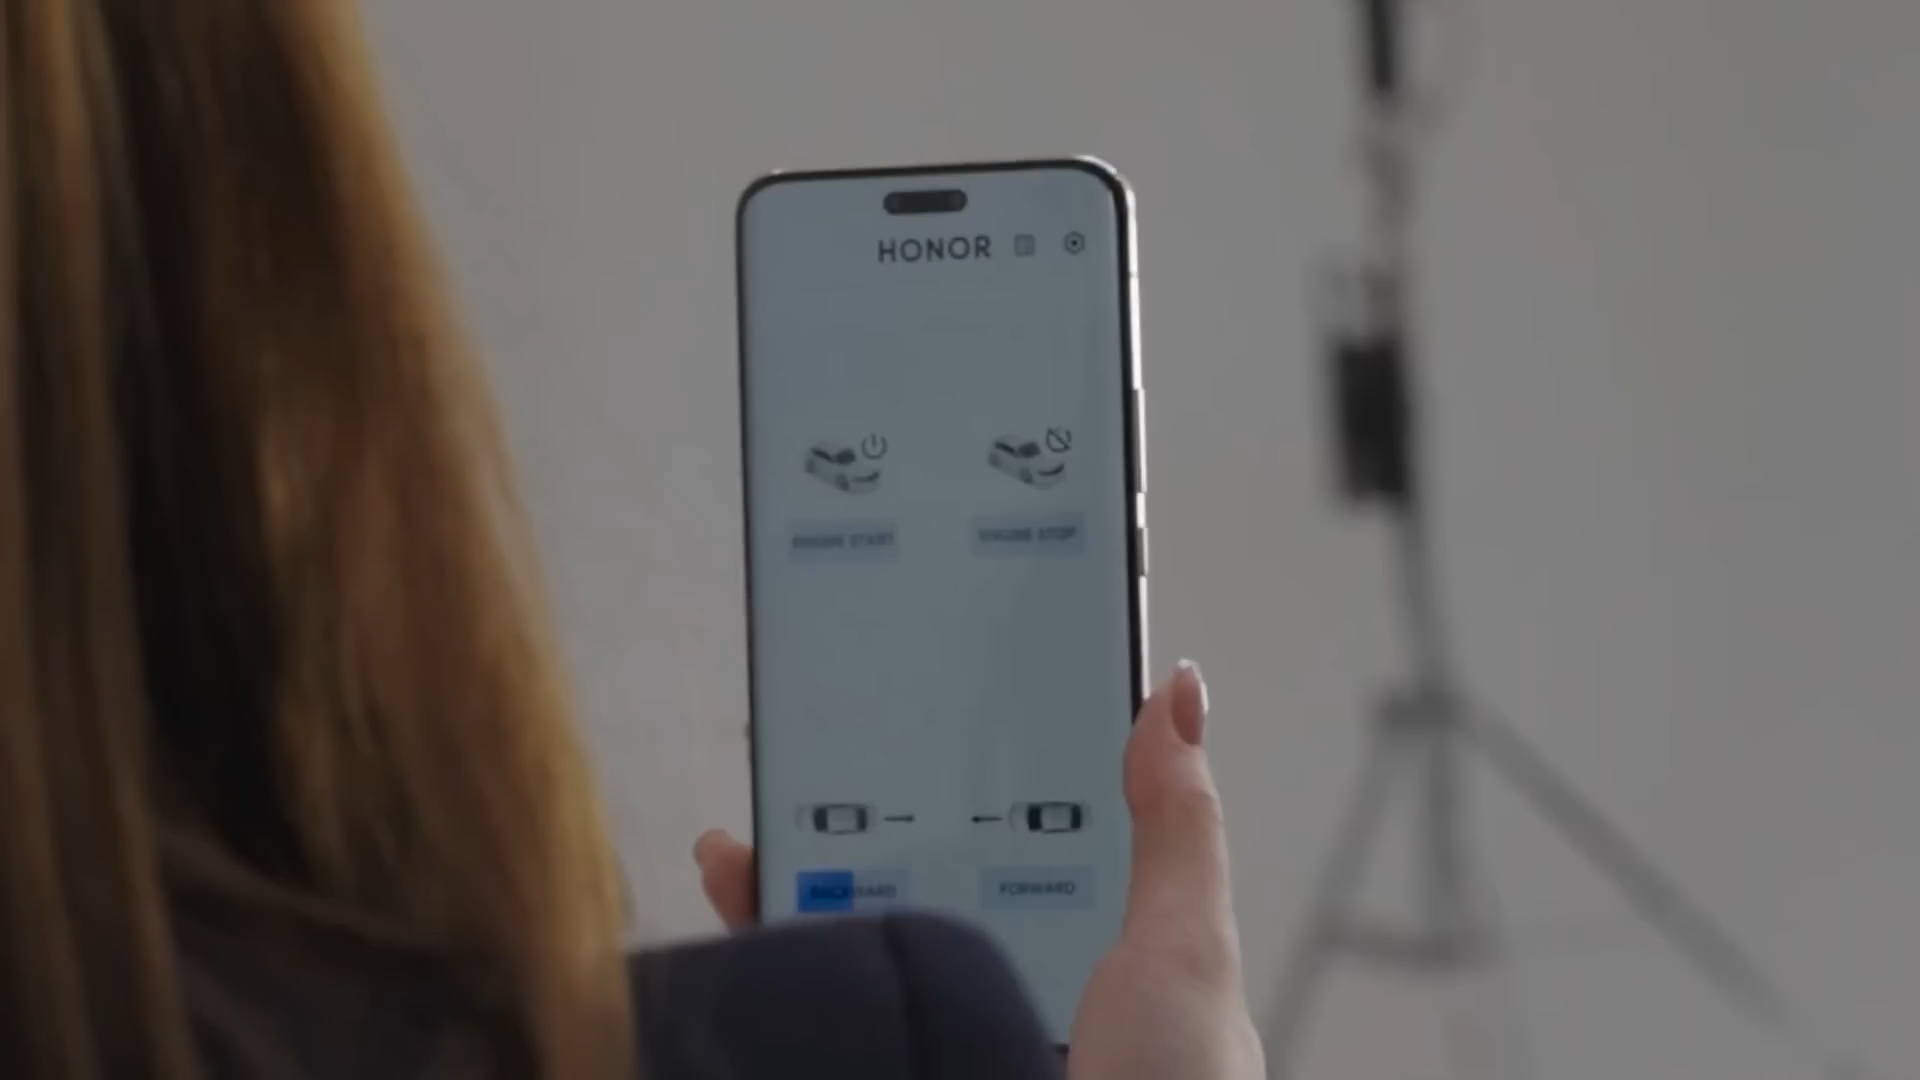 HONOR
ENGINE START
ENGINE STOP
BACKWARD
FORWARD